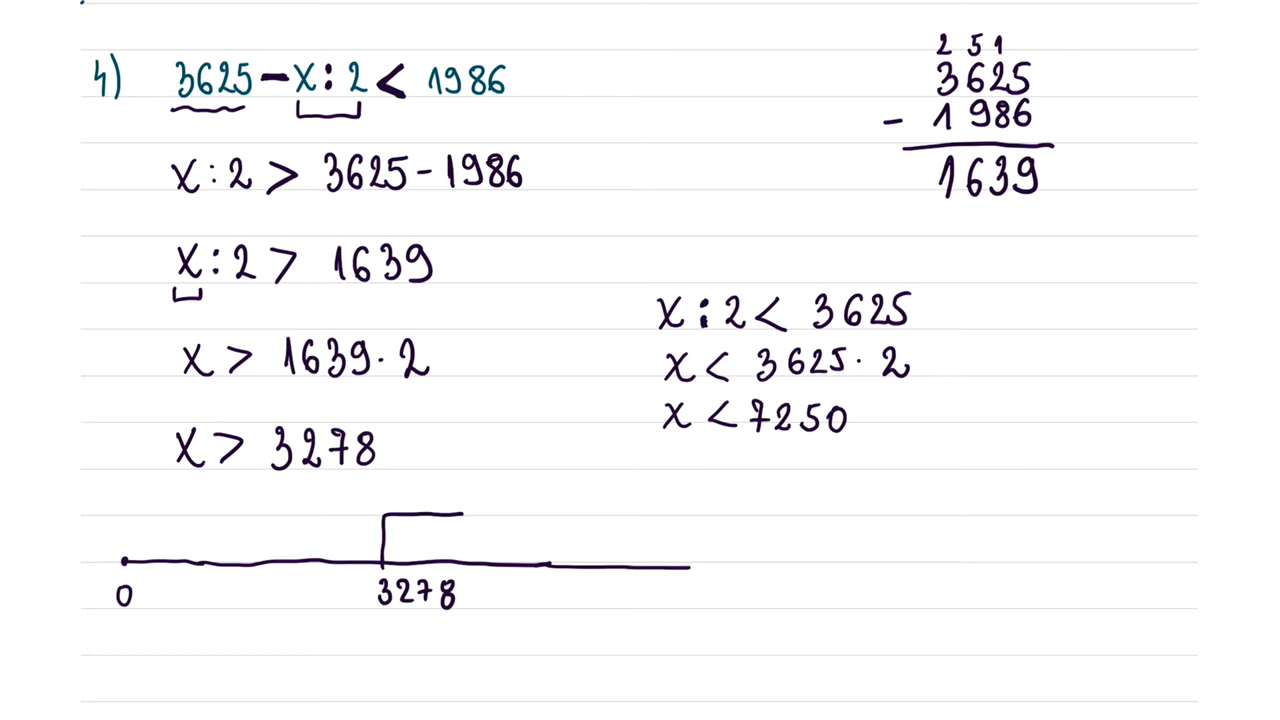 4) 3625 - x : 2 < 1986
x : 2 > 3625 - 1986
x : 2 > 1639
x > 1639 · 2
x > 3278
0 3278
2 5 1
3625
- 1986
1639
x : 2 < 3625
x < 3625 · 2
x < 7250